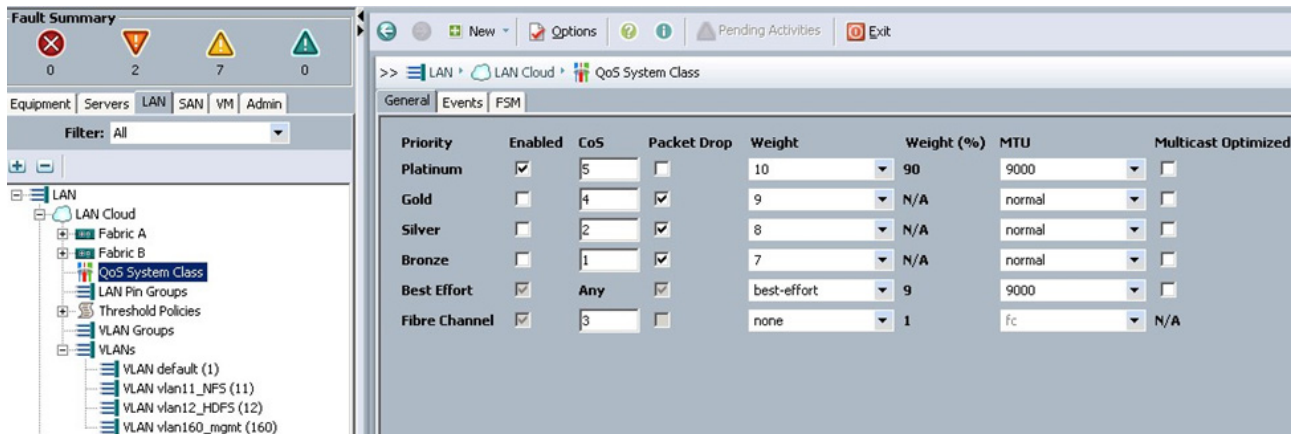 Fault Summary
0 2 7 0
Equipment Servers LAN SAN VM Admin
Filter: All
LAN
LAN Cloud
Fabric A
Fabric B
QoS System Class
LAN Pin Groups
Threshold Policies
VLAN Groups
VLANs
VLAN default (1)
VLAN vlan11_NFS (11)
VLAN vlan12_HDFS (12)
VLAN vlan160_mgmt (160)
New Options Pending Activities Exit
>> LAN LAN Cloud QoS System Class
General Events FSM
Priority Enabled CoS Packet Drop Weight Weight (%) MTU Multicast Optimized
Platinum 5 10 90 9000
Gold 4 9 N/A normal
Silver 2 8 N/A normal
Bronze 1 7 N/A normal
Best Effort Any best-effort 9 9000
Fibre Channel 3 none 1 fc N/A